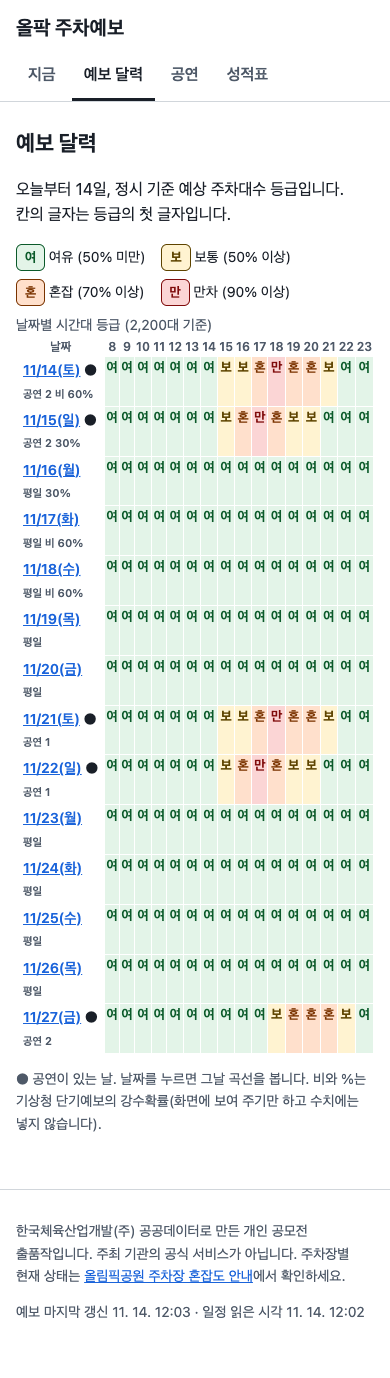 올팍 주차예보
지금 예보 달력 공연 성적표
예보 달력
오늘부터 14일, 정시 기준 예상 주차대수 등급입니다.
칸의 글자는 등급의 첫 글자입니다.
여 여유 (50% 미만) 보 보통 (50% 이상)
혼 혼잡 (70% 이상) 만 만차 (90% 이상)
날짜별 시간대 등급 (2,200대 기준)
날짜 8 9 10 11 12 13 14 15 16 17 18 19 20 21 22 23
11/14(토) ● 여 여 여 여 여 여 여 보 보 혼 만 혼 혼 보 여 여
공연 2 비 60%
11/15(일) ● 여 여 여 여 여 여 여 보 혼 만 혼 보 보 여 여 여
공연 2 30%
11/16(월) 여 여 여 여 여 여 여 여 여 여 여 여 여 여 여 여
평일 30%
11/17(화) 여 여 여 여 여 여 여 여 여 여 여 여 여 여 여 여
평일 비 60%
11/18(수) 여 여 여 여 여 여 여 여 여 여 여 여 여 여 여 여
평일 비 60%
11/19(목) 여 여 여 여 여 여 여 여 여 여 여 여 여 여 여 여
평일
11/20(금) 여 여 여 여 여 여 여 여 여 여 여 여 여 여 여 여
평일
11/21(토) ● 여 여 여 여 여 여 여 보 보 혼 만 혼 혼 보 여 여
공연 1
11/22(일) ● 여 여 여 여 여 여 여 보 혼 만 혼 보 보 여 여 여
공연 1
11/23(월) 여 여 여 여 여 여 여 여 여 여 여 여 여 여 여 여
평일
11/24(화) 여 여 여 여 여 여 여 여 여 여 여 여 여 여 여 여
평일
11/25(수) 여 여 여 여 여 여 여 여 여 여 여 여 여 여 여 여
평일
11/26(목) 여 여 여 여 여 여 여 여 여 여 여 여 여 여 여 여
평일
11/27(금) ● 여 여 여 여 여 여 여 여 여 여 보 혼 혼 혼 보 여
공연 2
● 공연이 있는 날. 날짜를 누르면 그날 곡선을 봅니다. 비와 %는
기상청 단기예보의 강수확률(화면에 보여 주기만 하고 수치에는
넣지 않습니다).
한국체육산업개발(주) 공공데이터로 만든 개인 공모전
출품작입니다. 주최 기관의 공식 서비스가 아닙니다. 주차장별
현재 상태는 올림픽공원 주차장 혼잡도 안내에서 확인하세요.
예보 마지막 갱신 11. 14. 12:03 · 일정 읽은 시각 11. 14. 12:02